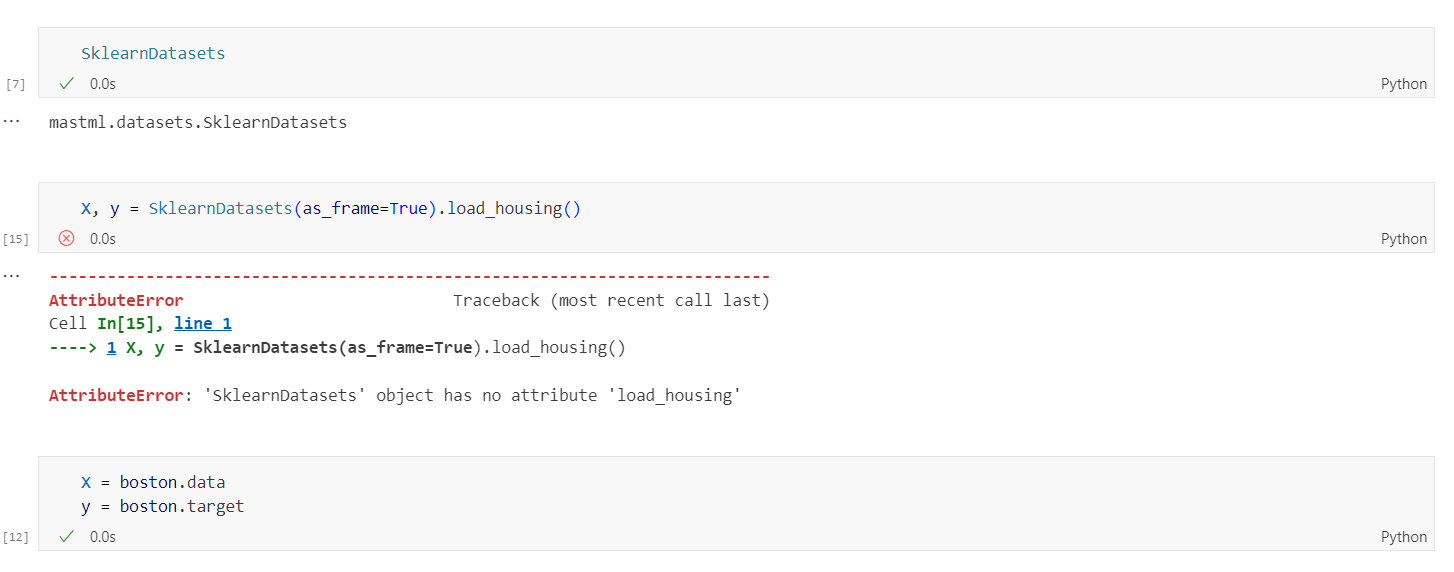 SklearnDatasets
[7] 0.0s Python
... mastml.datasets.SklearnDatasets
X, y = SklearnDatasets(as_frame=True).load_housing()
[15] 0.0s Python
... ---------------------------------------------------------------------------
AttributeError Traceback (most recent call last)
Cell In[15], line 1
----> 1 X, y = SklearnDatasets(as_frame=True).load_housing()
AttributeError: 'SklearnDatasets' object has no attribute 'load_housing'
X = boston.data
y = boston.target
[12] 0.0s Python